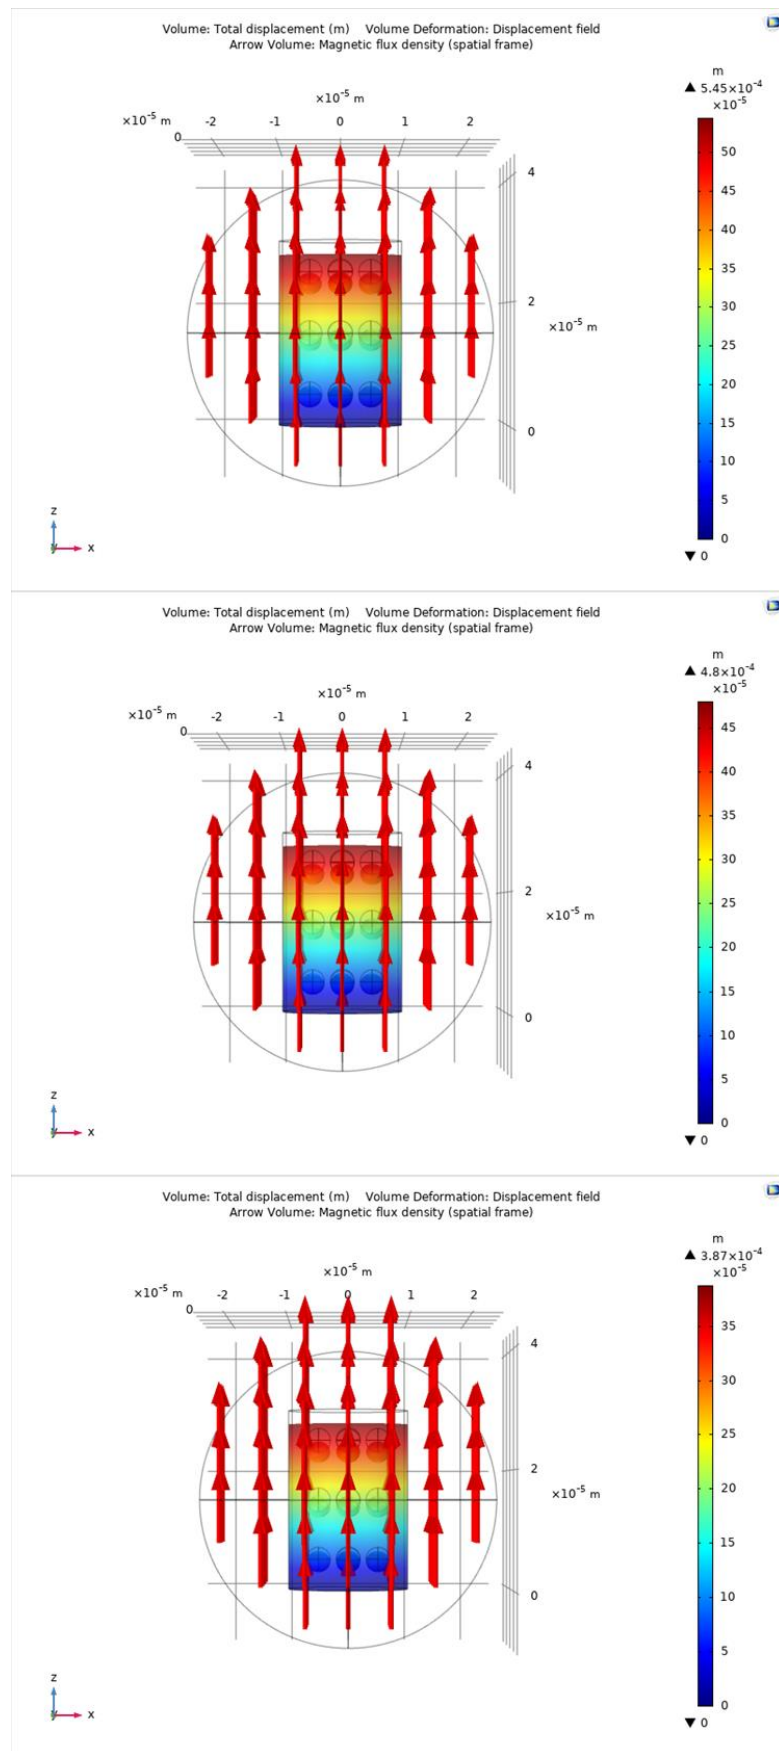 Volume: Total displacement (m) Volume Deformation: Displacement field
Arrow Volume: Magnetic flux density (spatial frame)
m
▲ 5.45×10⁻⁴
×10⁻⁵
×10⁻⁵ m
×10⁻⁵ m -2 -1 0 1 2
0
4
2
×10⁻⁵ m
0
50
45
40
35
30
25
20
15
10
5
0
▼ 0
z
y x
Volume: Total displacement (m) Volume Deformation: Displacement field
Arrow Volume: Magnetic flux density (spatial frame)
m
▲ 4.8×10⁻⁴
×10⁻⁵
×10⁻⁵ m
×10⁻⁵ m -2 -1 0 1 2
0
4
2
×10⁻⁵ m
0
45
40
35
30
25
20
15
10
5
0
▼ 0
z
y x
Volume: Total displacement (m) Volume Deformation: Displacement field
Arrow Volume: Magnetic flux density (spatial frame)
m
▲ 3.87×10⁻⁴
×10⁻⁵
×10⁻⁵ m
×10⁻⁵ m -2 -1 0 1 2
0
4
2
×10⁻⁵ m
0
35
30
25
20
15
10
5
0
▼ 0
z
y x